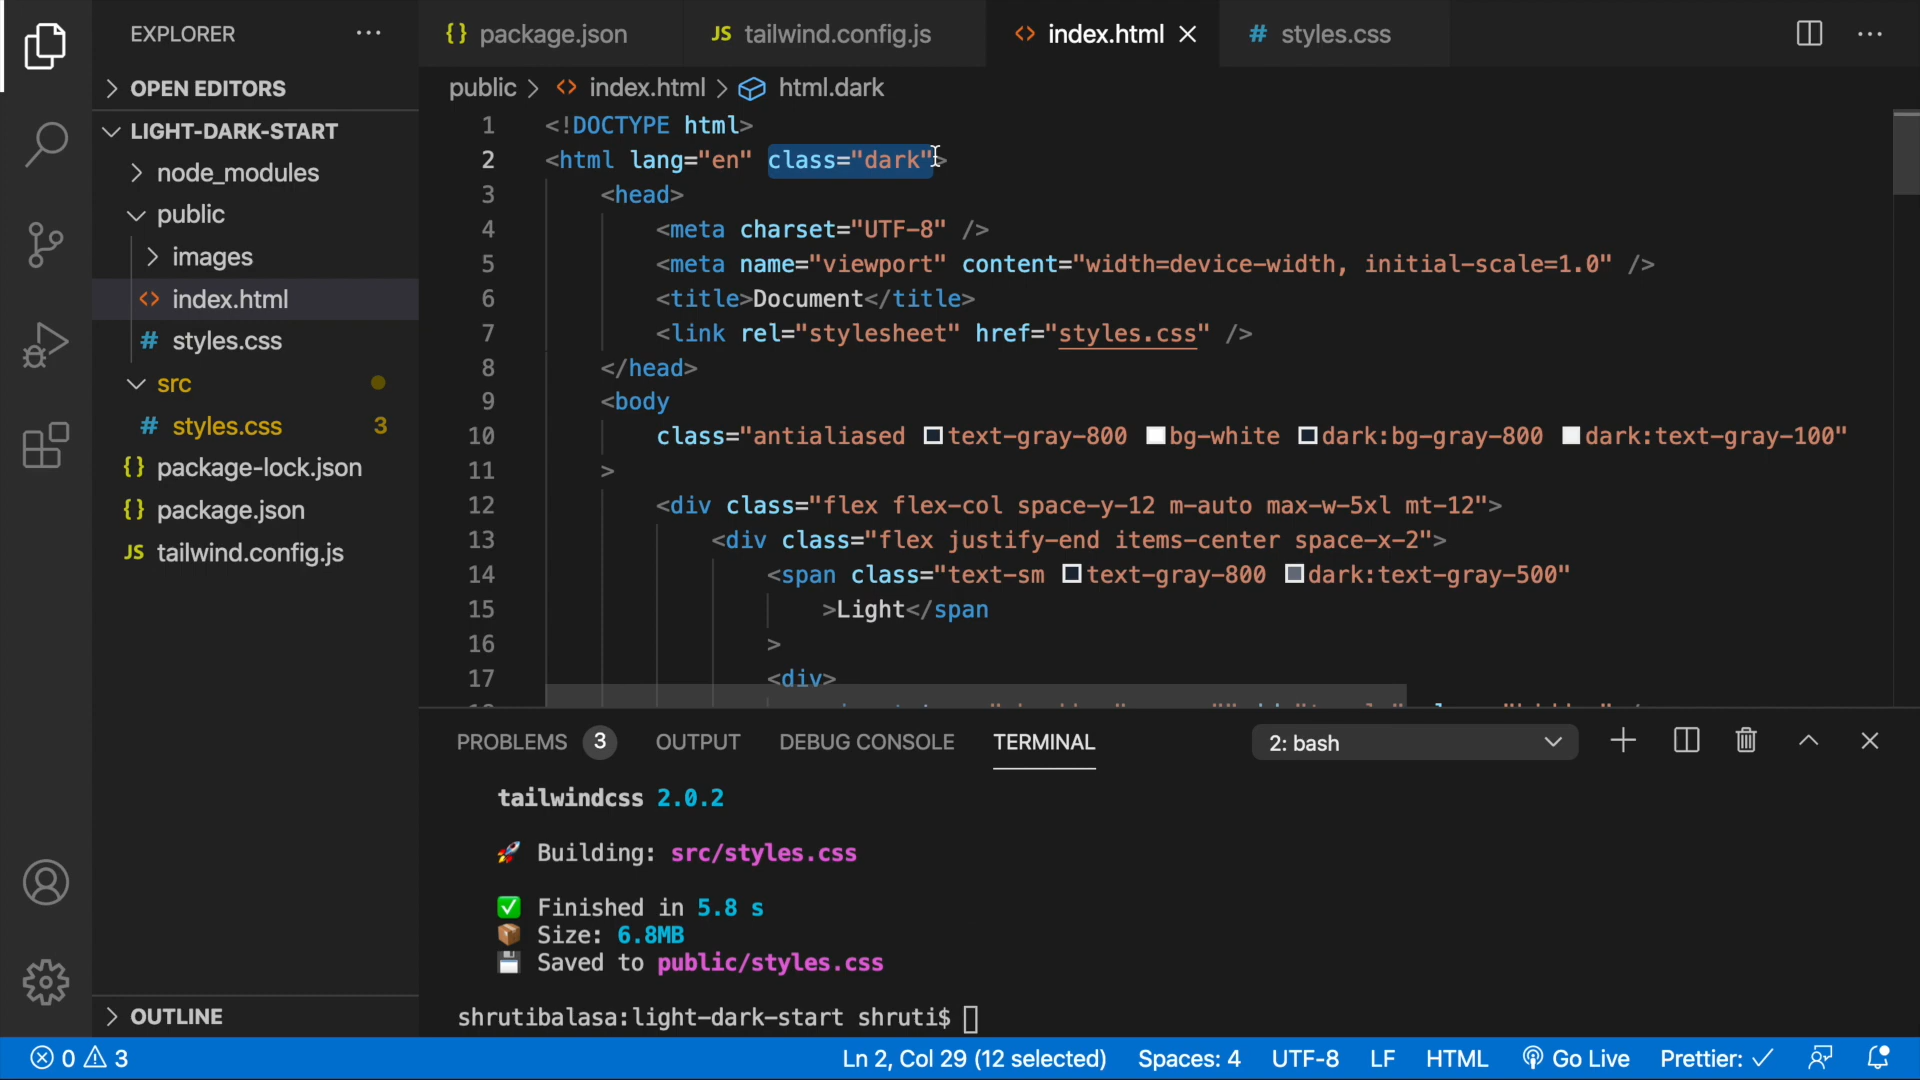 EXPLORER
OPEN EDITORS
LIGHT-DARK-START
node_modules
public
images
index.html
styles.css
src
styles.css 3
package-lock.json
package.json
tailwind.config.js
OUTLINE
package.json
tailwind.config.js
index.html
styles.css
public > index.html > html.dark
1 <!DOCTYPE html>
2 <html lang="en" class="dark">
3 <head>
4 <meta charset="UTF-8" />
5 <meta name="viewport" content="width=device-width, initial-scale=1.0" />
6 <title>Document</title>
7 <link rel="stylesheet" href="styles.css" />
8 </head>
9 <body
10 class="antialiased text-gray-800 bg-white dark:bg-gray-800 dark:text-gray-100"
11 >
12 <div class="flex flex-col space-y-12 m-auto max-w-5xl mt-12">
13 <div class="flex justify-end items-center space-x-2">
14 <span class="text-sm text-gray-800 dark:text-gray-500"
15 >Light</span
16 >
17 <div>
PROBLEMS 3 OUTPUT DEBUG CONSOLE TERMINAL 2: bash
tailwindcss 2.0.2
Building: src/styles.css
Finished in 5.8 s
Size: 6.8MB
Saved to public/styles.css
shrutibalasa:light-dark-start shruti$
0 3 Ln 2, Col 29 (12 selected) Spaces: 4 UTF-8 LF HTML Go Live Prettier: ✓